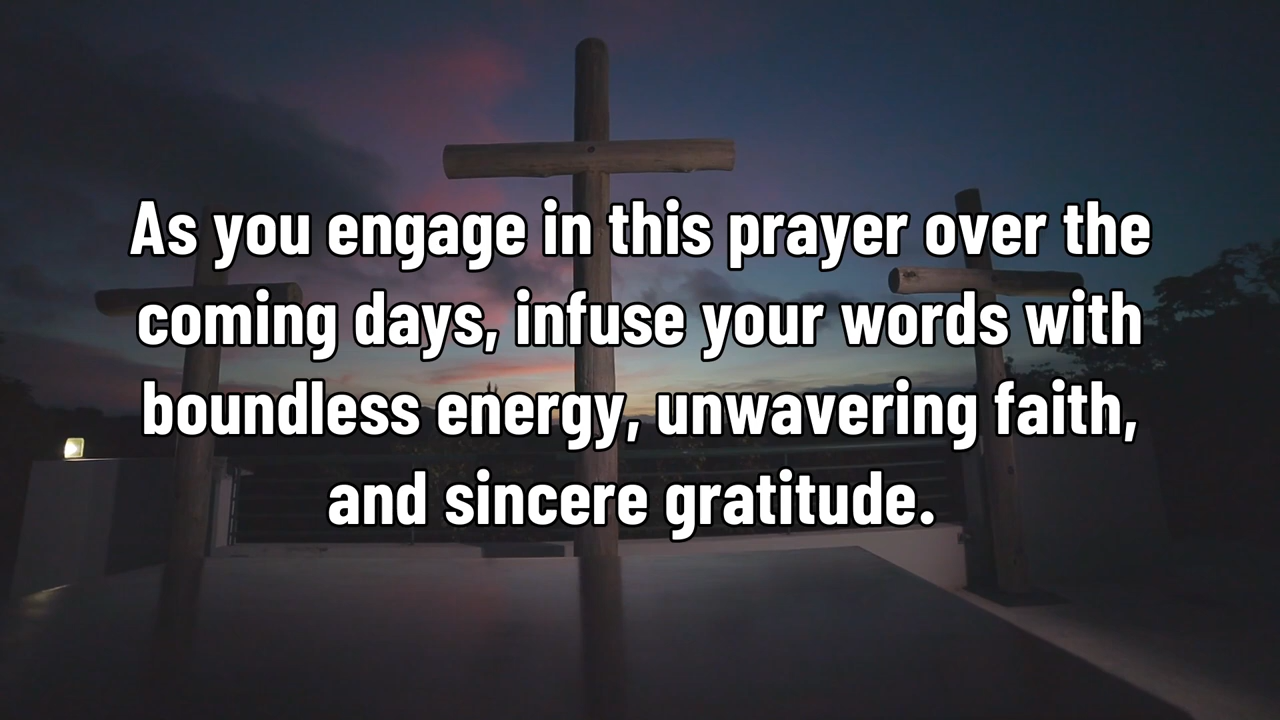 As you engage in this prayer over the
coming days, infuse your words with
boundless energy, unwavering faith,
and sincere gratitude.